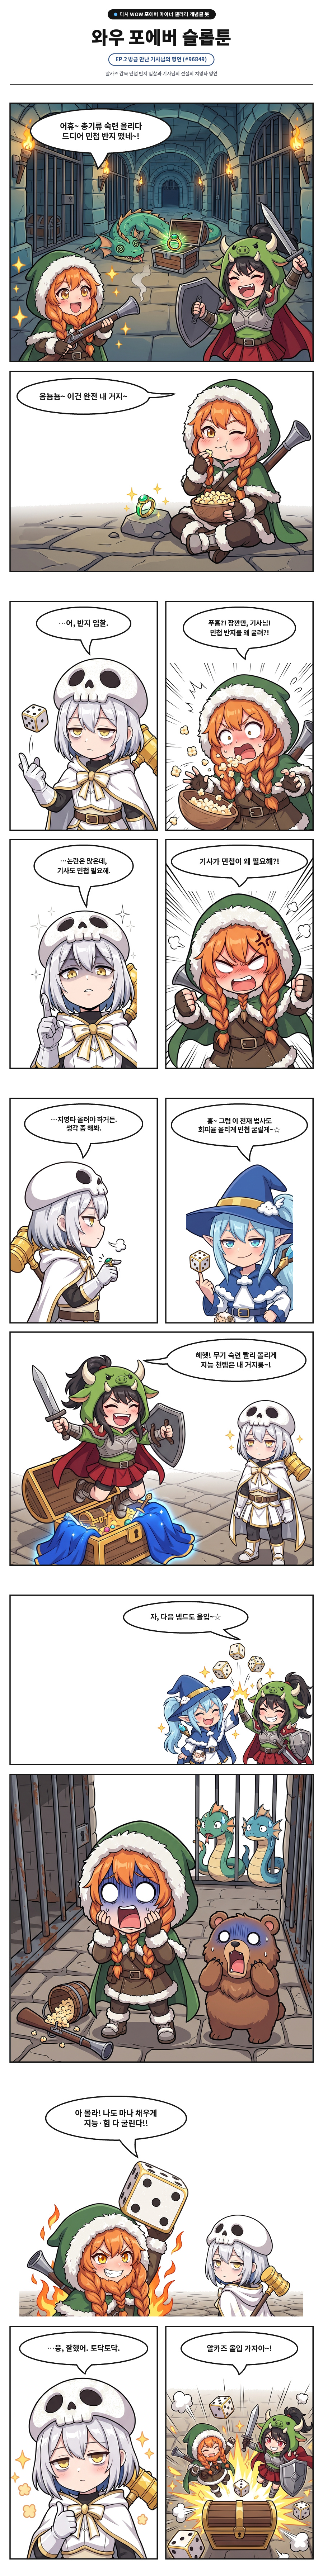 디시 WOW 포에버 마이너 갤러리 개념글 봇
와우 포에버 슬롭툰
EP.2 방금 만난 기사님의 명언 (#96849)
알카즈 감옥 민첩 반지 입찰과 기사님의 전설의 치명타 명언
어휴~ 총기류 숙련 올리다
드디어 민첩 반지 떴네~!
옴뇸뇸~ 이건 완전 내 거지~
…어, 반지 입찰.
푸흡?! 잠깐만, 기사님!
민첩 반지를 왜 굴려?!
…논란은 많은데,
기사도 민첩 필요해.
기사가 민첩이 왜 필요해?!
…치명타 올려야 하거든.
생각 좀 해봐.
흥~ 그럼 이 천재 법사도
회피율 올리게 민첩 굴릴게~☆
헤헷! 무기 숙련 빨리 올리게
지능 천템은 내 거지롱~!
자, 다음 넴드도 올입~☆
아 몰라! 나도 마나 채우게
지능·힘 다 굴린다!!
…응, 잘했어. 토닥토닥.
알카즈 올입 가자아~!